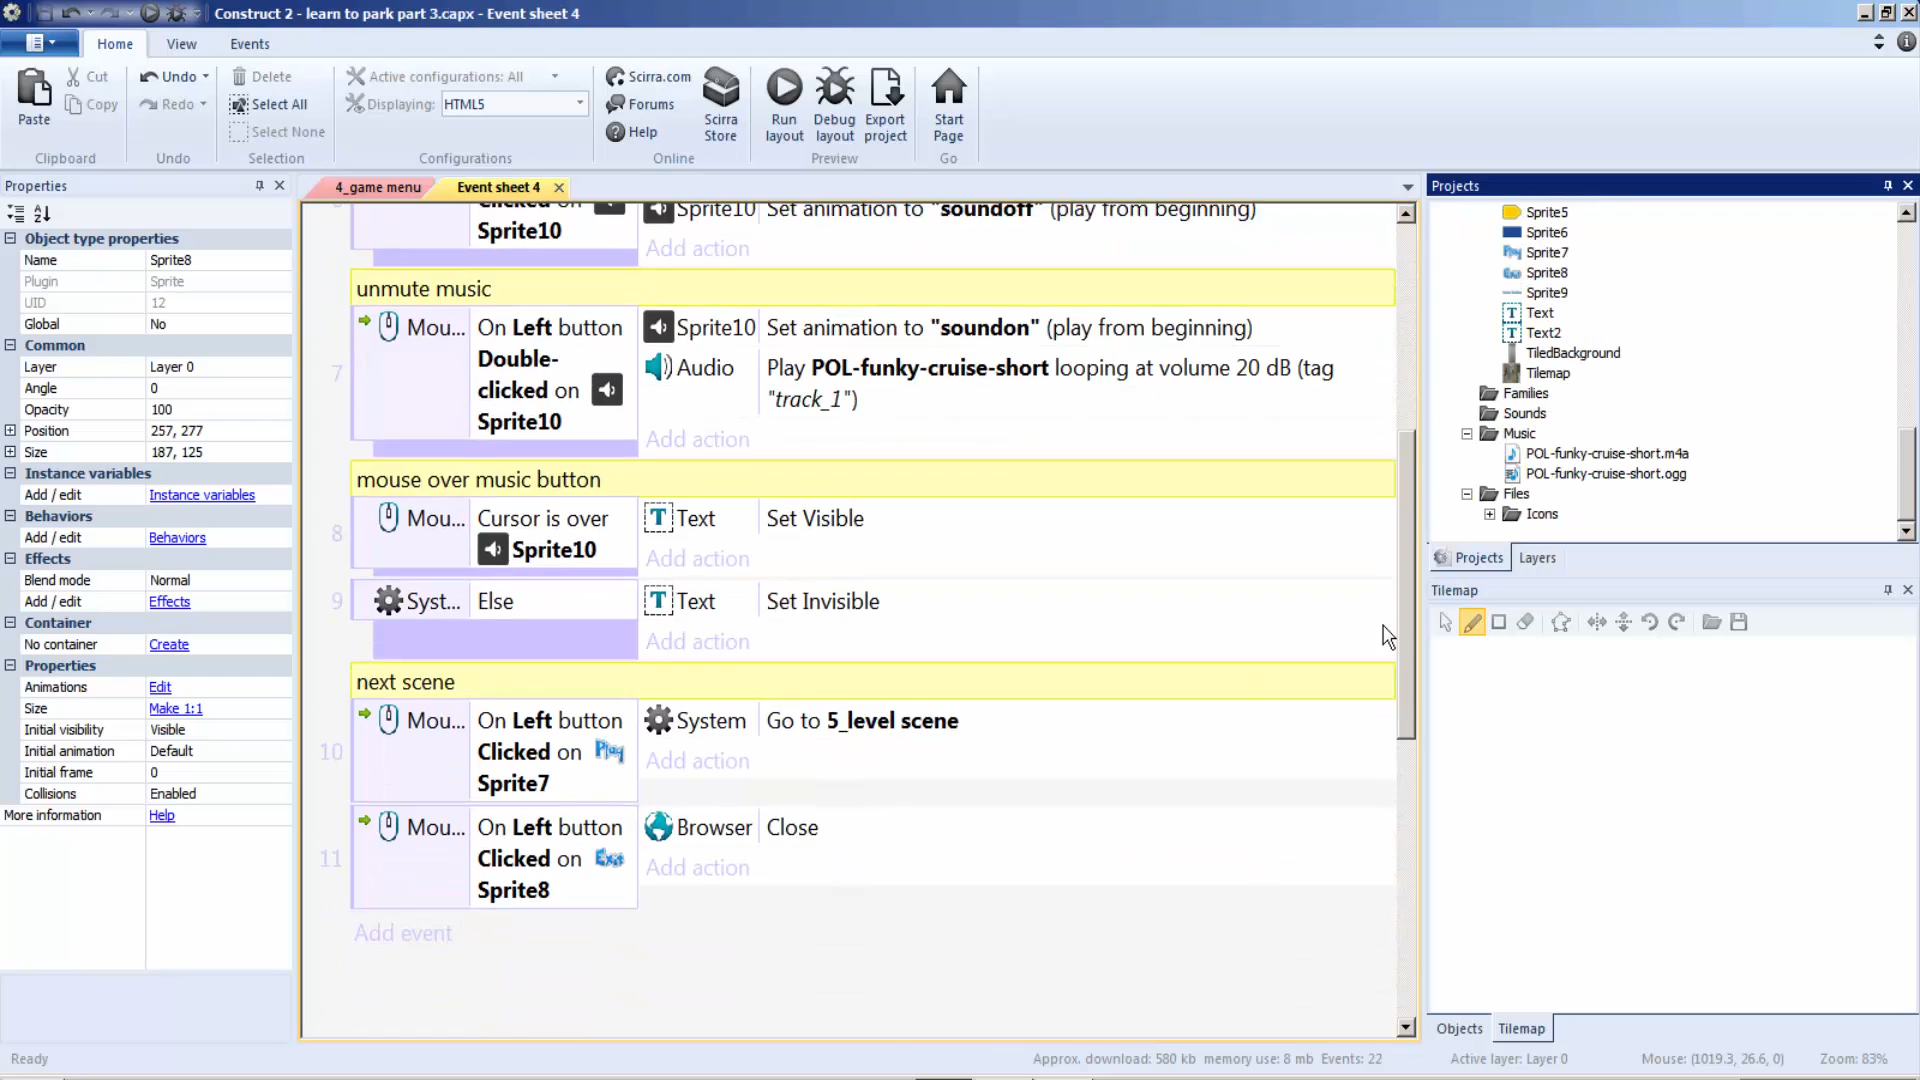 Construct 2 - learn to park part 3.capx - Event sheet 4
Home View Events
Paste Cut Copy
Undo Redo
Delete Select All Select None
Active configurations: All
Displaying: HTML5
Scirra.com Forums Help
Scirra Store
Run layout Debug layout Export project
Start Page
Clipboard Undo Selection Configurations Online Preview Go
Properties
Object type properties
Name Sprite8
Plugin Sprite
UID 12
Global No
Common
Layer Layer 0
Angle 0
Opacity 100
Position 257, 277
Size 187, 125
Instance variables
Add / edit Instance variables
Behaviors
Add / edit Behaviors
Effects
Blend mode Normal
Add / edit Effects
Container
No container Create
Properties
Animations Edit
Size Make 1:1
Initial visibility Visible
Initial animation Default
Initial frame 0
Collisions Enabled
More information Help
4_game menu Event sheet 4
Clicked on Sprite10 Set animation to "soundoff" (play from beginning)
Sprite10
Add action
unmute music
7
Mou... On Left button
Double-
clicked on
Sprite10
Sprite10 Set animation to "soundon" (play from beginning)
Audio Play POL-funky-cruise-short looping at volume 20 dB (tag
"track_1")
Add action
mouse over music button
8
Mou... Cursor is over
Sprite10
Text Set Visible
Add action
9
Syst... Else
Text Set Invisible
Add action
next scene
10
Mou... On Left button
Clicked on Play
Sprite7
System Go to 5_level scene
Add action
11
Mou... On Left button
Clicked on Exit
Sprite8
Browser Close
Add action
Add event
Projects
Sprite5
Sprite6
Sprite7
Sprite8
Sprite9
Text
Text2
TiledBackground
Tilemap
Families
Sounds
Music
POL-funky-cruise-short.m4a
POL-funky-cruise-short.ogg
Files
Icons
Projects Layers
Tilemap
Objects Tilemap
Ready
Approx. download: 580 kb memory use: 8 mb Events: 22
Active layer: Layer 0
Mouse: (1019.3, 26.6, 0)
Zoom: 83%